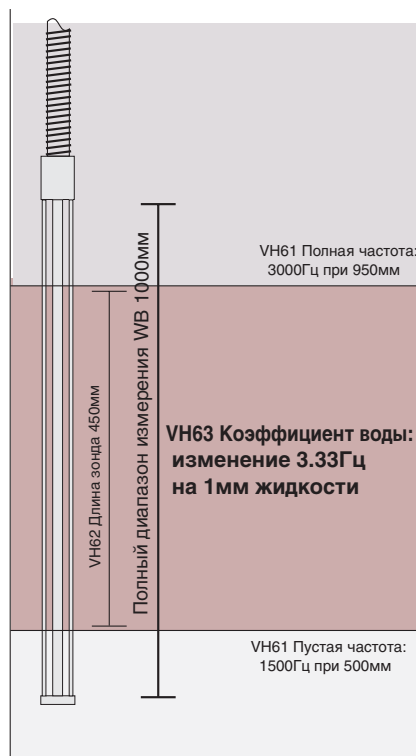 VH61 Полная частота:
3000Гц при 950мм
Полный диапазон измерения WB 1000мм
VH62 Длина зонда 450мм
VH63 Коэффициент воды:
изменение 3.33Гц
на 1мм жидкости
VH61 Пустая частота:
1500Гц при 500мм